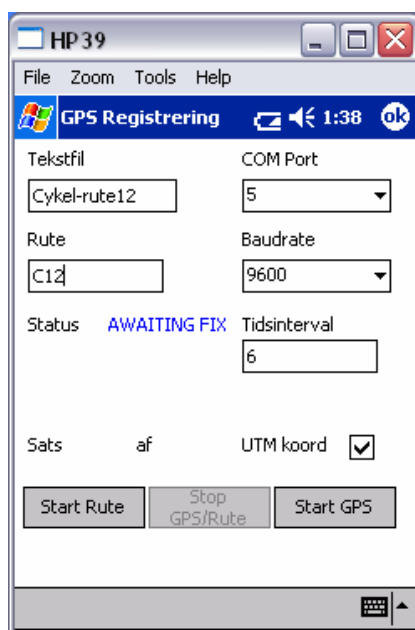 HP39
File Zoom Tools Help
GPS Registrering 1:38 ok
Tekstfil COM Port
Cykel-rute12 5
Rute Baudrate
C12 9600
Status AWAITING FIX Tidsinterval
6
Sats af UTM koord
Start Rute Stop GPS/Rute Start GPS